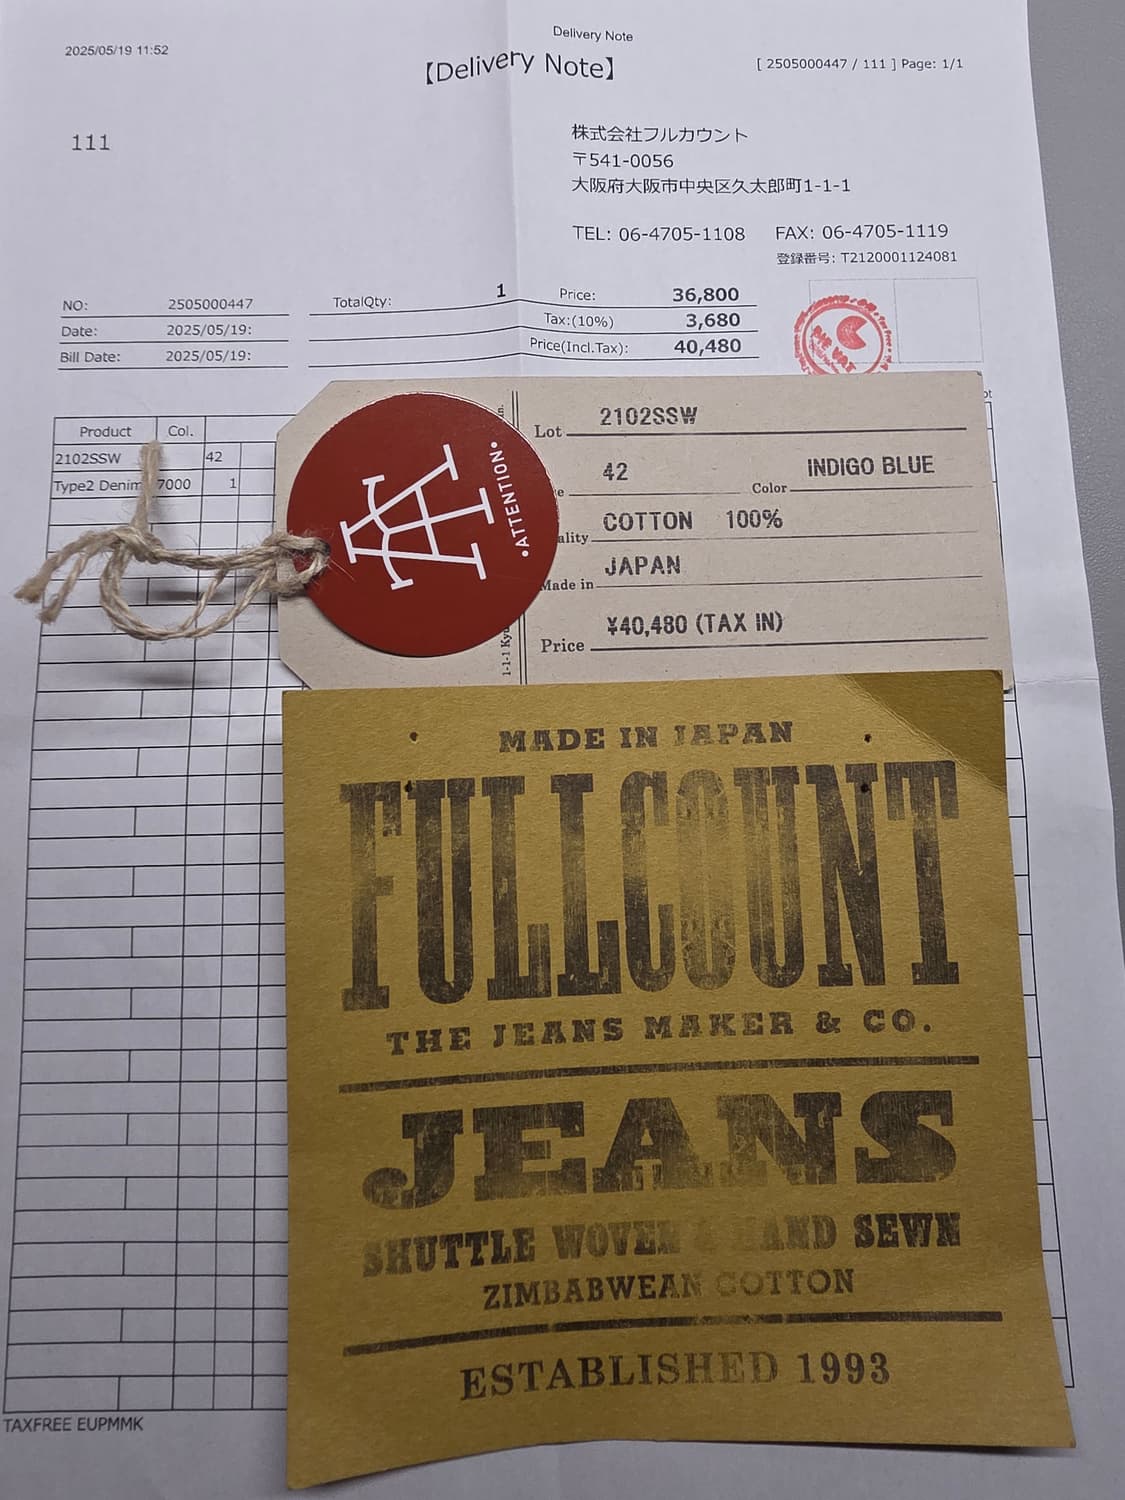 Delivery Note
2025/05/19 11:52
【Delivery Note】
[ 2505000447 / 111 ] Page: 1/1
111
株式会社フルカウント
〒541-0056
大阪府大阪市中央区久太郎町1-1-1
TEL: 06-4705-1108 FAX: 06-4705-1119
登録番号: T2120001124081
NO: 2505000447 TotalQty: 1 Price: 36,800
Date: 2025/05/19: Tax:(10%) 3,680
Bill Date: 2025/05/19: Price(Incl.Tax): 40,480
Product Col.
2102SSW 42
Type2 Denim 7000 1
ATTENTION
Lot 2102SSW
42 Color INDIGO BLUE
COTTON 100%
Made in JAPAN
Price ¥40,480 (TAX IN)
1-1-1
MADE IN JAPAN
FULLCOUNT
THE JEANS MAKER & CO.
JEANS
SHUTTLE WOVEN & HAND SEWN
ZIMBABWEAN COTTON
ESTABLISHED 1993
TAXFREE EUPMMK